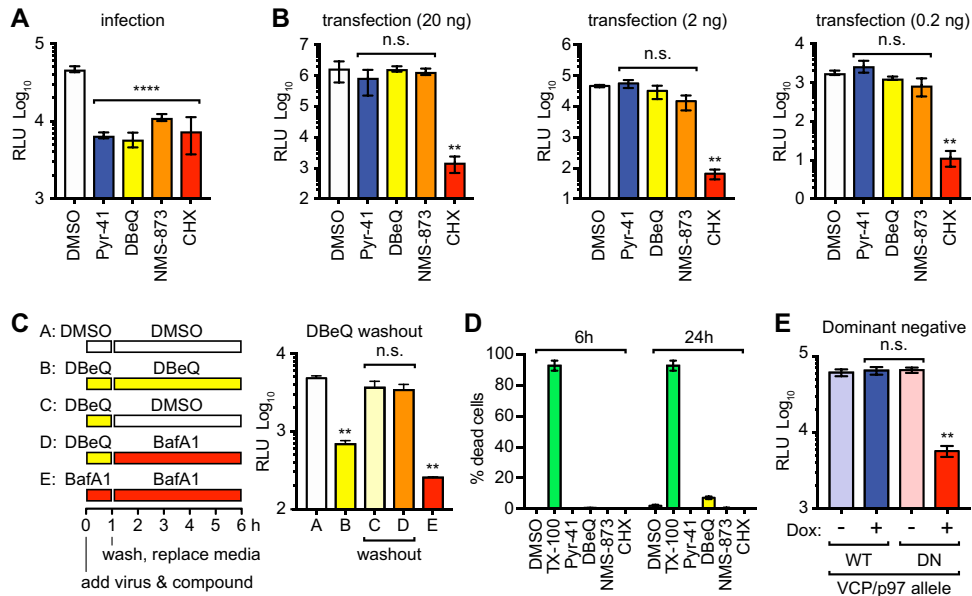 A
infection
RLU Log10
5
4
3
****
DMSO
Pyr-41
DBeQ
NMS-873
CHX
B
transfection (20 ng)
n.s.
RLU Log10
7
6
5
4
3
2
**
DMSO
Pyr-41
DBeQ
NMS-873
CHX
transfection (2 ng)
n.s.
RLU Log10
6
5
4
3
2
1
**
DMSO
Pyr-41
DBeQ
NMS-873
CHX
transfection (0.2 ng)
n.s.
RLU Log10
4
3
2
1
0
**
DMSO
Pyr-41
DBeQ
NMS-873
CHX
C
A: DMSO DMSO
B: DBeQ DBeQ
C: DBeQ DMSO
D: DBeQ BafA1
E: BafA1 BafA1
0 1 2 3 4 5 6 h
wash, replace media
add virus & compound
DBeQ washout
n.s.
RLU Log10
4
3
2
**
**
A B C D E
washout
D
6h 24h
% dead cells
100
80
60
40
20
0
DMSO
TX-100
Pyr-41
DBeQ
NMS-873
CHX
DMSO
TX-100
Pyr-41
DBeQ
NMS-873
CHX
E
Dominant negative
n.s.
RLU Log10
5
4
3
2
**
Dox: - + - +
WT DN
VCP/p97 allele